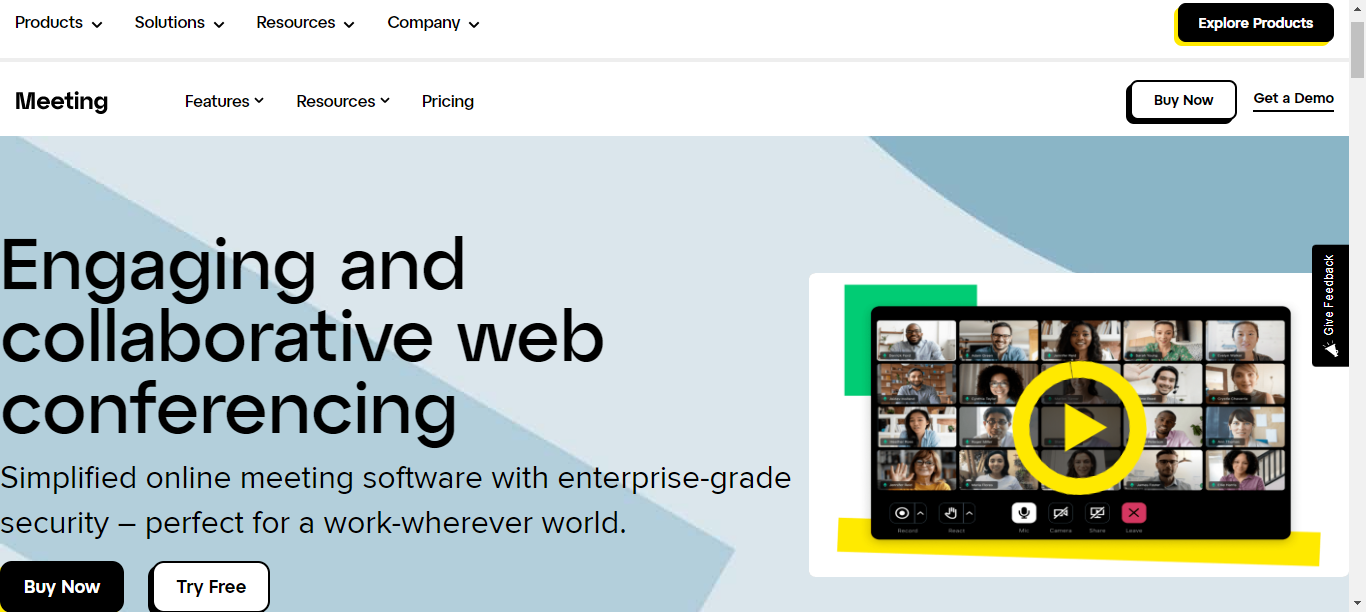 Products
Solutions
Resources
Company
Explore Products
Meeting
Features
Resources
Pricing
Buy Now
Get a Demo
Engaging and
collaborative web
conferencing
Simplified online meeting software with enterprise-grade
security – perfect for a work-wherever world.
Buy Now
Try Free
Give Feedback
Record
React
Mic
Camera
Share
Leave